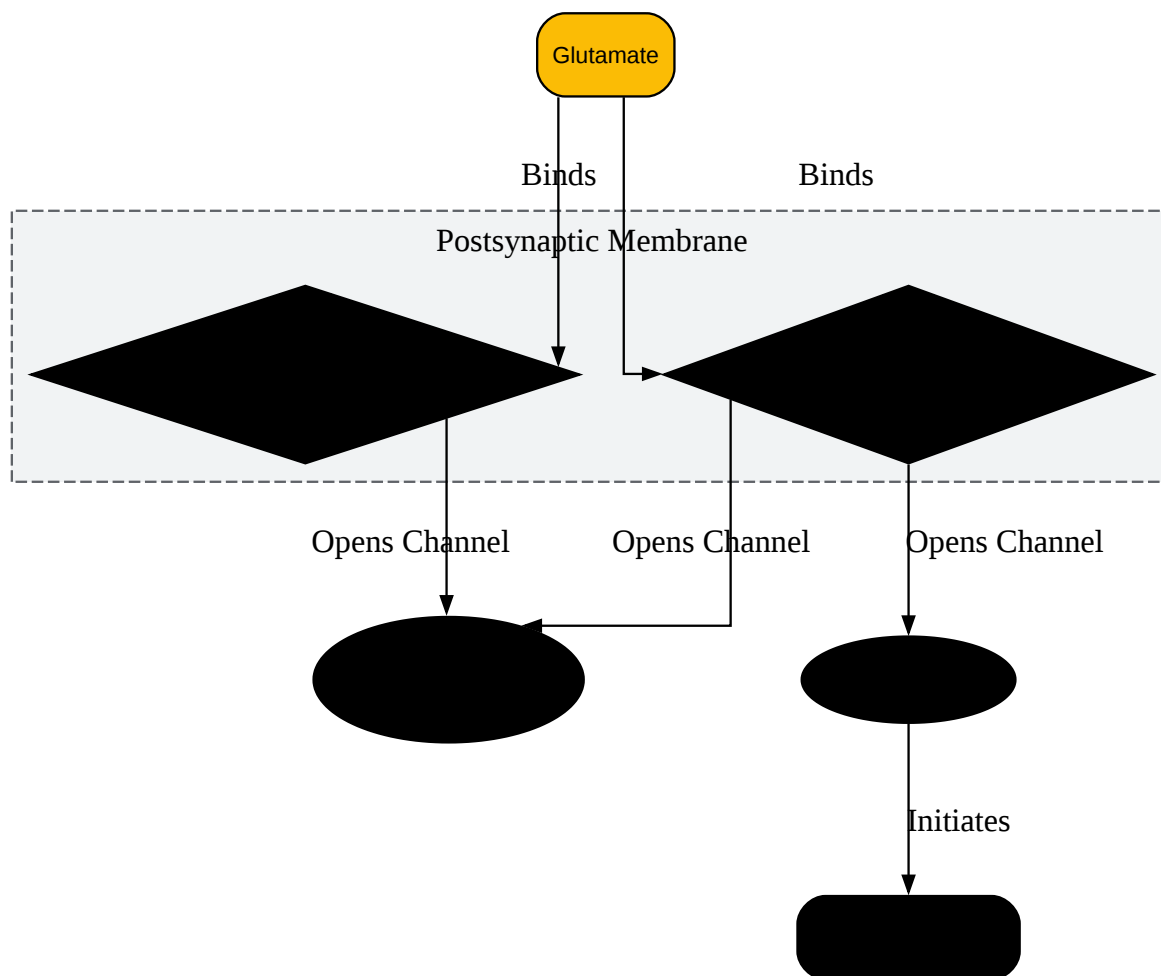 Glutamate
Binds
Binds
Postsynaptic Membrane
Opens Channel
Opens Channel
Opens Channel
Initiates